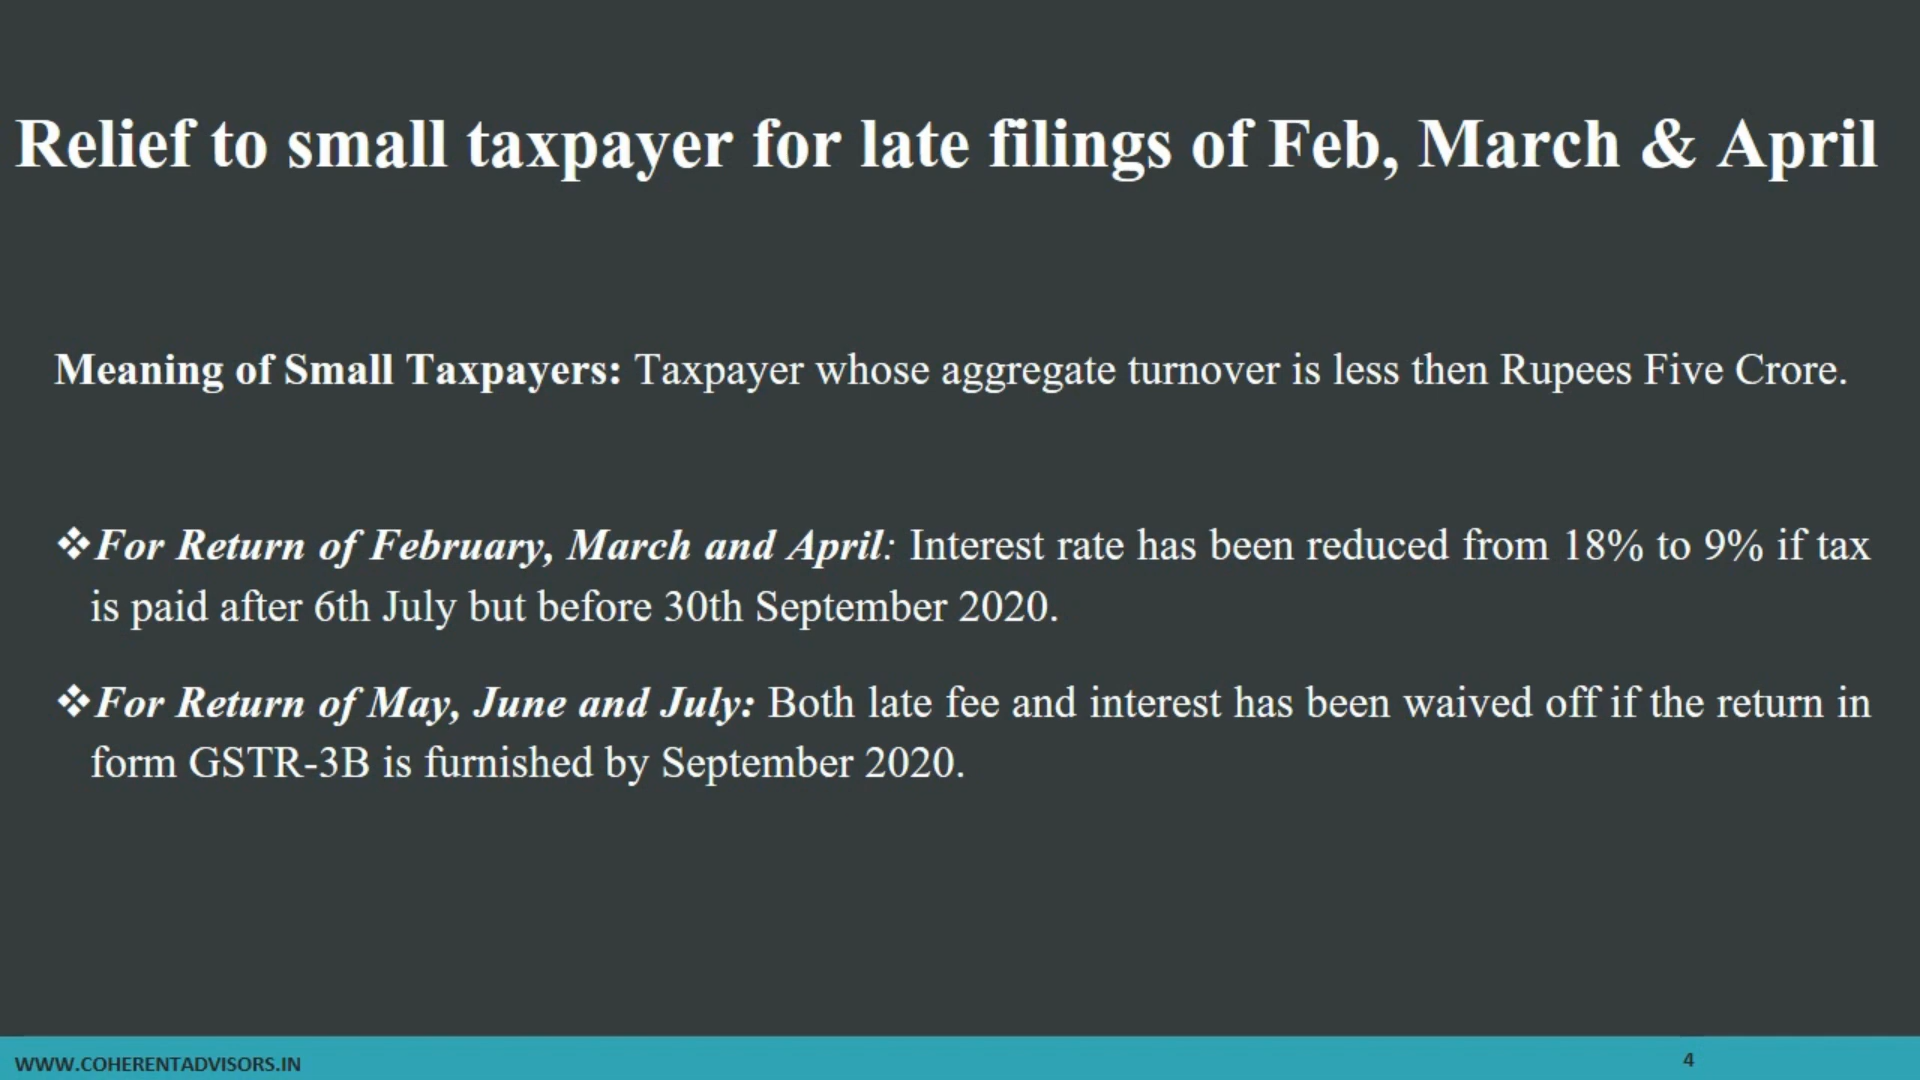 Relief to small taxpayer for late filings of Feb, March & April
Meaning of Small Taxpayers: Taxpayer whose aggregate turnover is less then Rupees Five Crore.
❖For Return of February, March and April: Interest rate has been reduced from 18% to 9% if tax
is paid after 6th July but before 30th September 2020.
❖For Return of May, June and July: Both late fee and interest has been waived off if the return in
form GSTR-3B is furnished by September 2020.
WWW.COHERENTADVISORS.IN
4